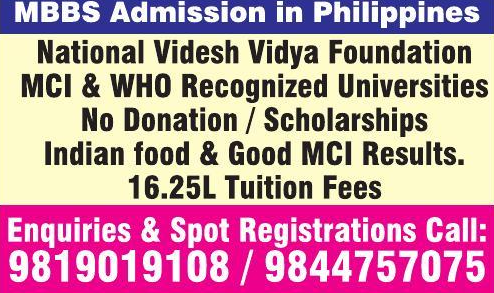 MBBS Admission in Philippines
National Videsh Vidya Foundation
MCI & WHO Recognized Universities
No Donation / Scholarships
Indian food & Good MCI Results.
16.25L Tuition Fees
Enquiries & Spot Registrations Call:
9819019108 / 9844757075